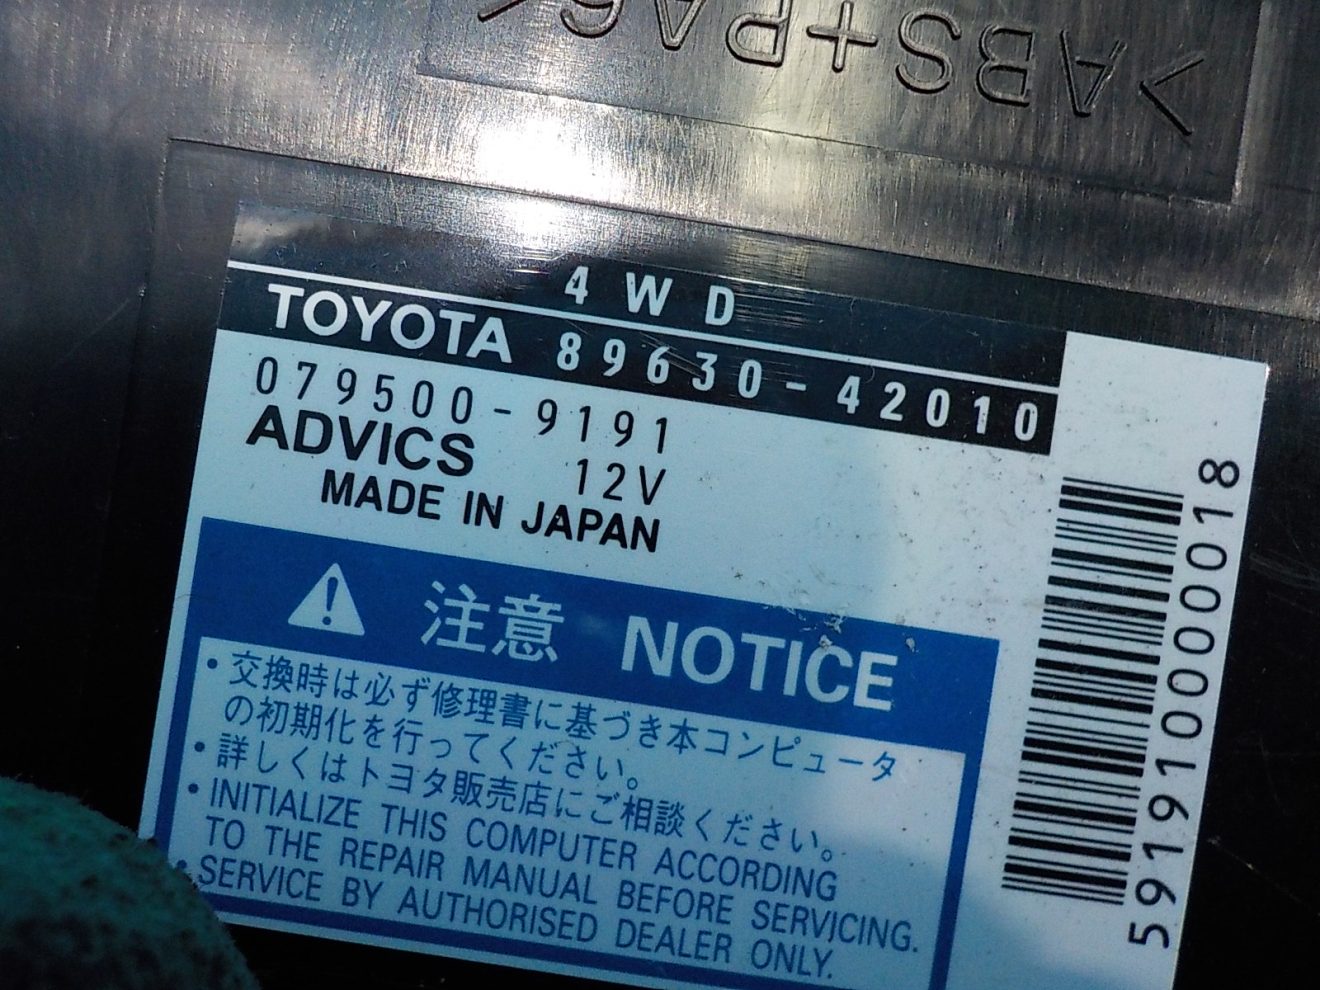 >ABS+PA6<
4WD
TOYOTA 89630-42010
079500-9191
ADVICS 12V
MADE IN JAPAN
注意 NOTICE
・交換時は必ず修理書に基づき本コンピュータ
の初期化を行ってください。
・詳しくはトヨタ販売店にご相談ください。
・INITIALIZE THIS COMPUTER ACCORDING
TO THE REPAIR MANUAL BEFORE SERVICING.
・SERVICE BY AUTHORISED DEALER ONLY.
59191000018